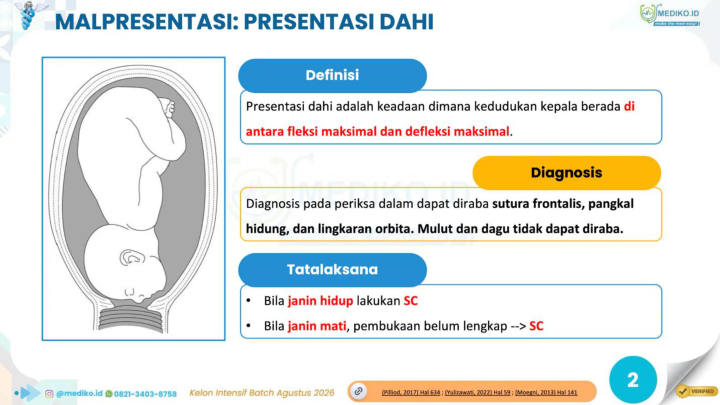 MALPRESENTASI: PRESENTASI DAHI
MEDIKO.ID
Definisi
Presentasi dahi adalah keadaan dimana kedudukan kepala berada di
antara fleksi maksimal dan defleksi maksimal.
Diagnosis
Diagnosis pada periksa dalam dapat diraba sutura frontalis, pangkal
hidung, dan lingkaran orbita. Mulut dan dagu tidak dapat diraba.
MEDIKO.ID
Tatalaksana
• Bila janin hidup lakukan SC
• Bila janin mati, pembukaan belum lengkap --> SC
@mediko.id 0821-3403-8758
Kelon Intensif Batch Agustus 2026
(Pilliod, 2017) Hal 634 ; (Yulizawati, 2022) Hal 59 ; (Moegni, 2013) Hal 141
2
VERIFIED